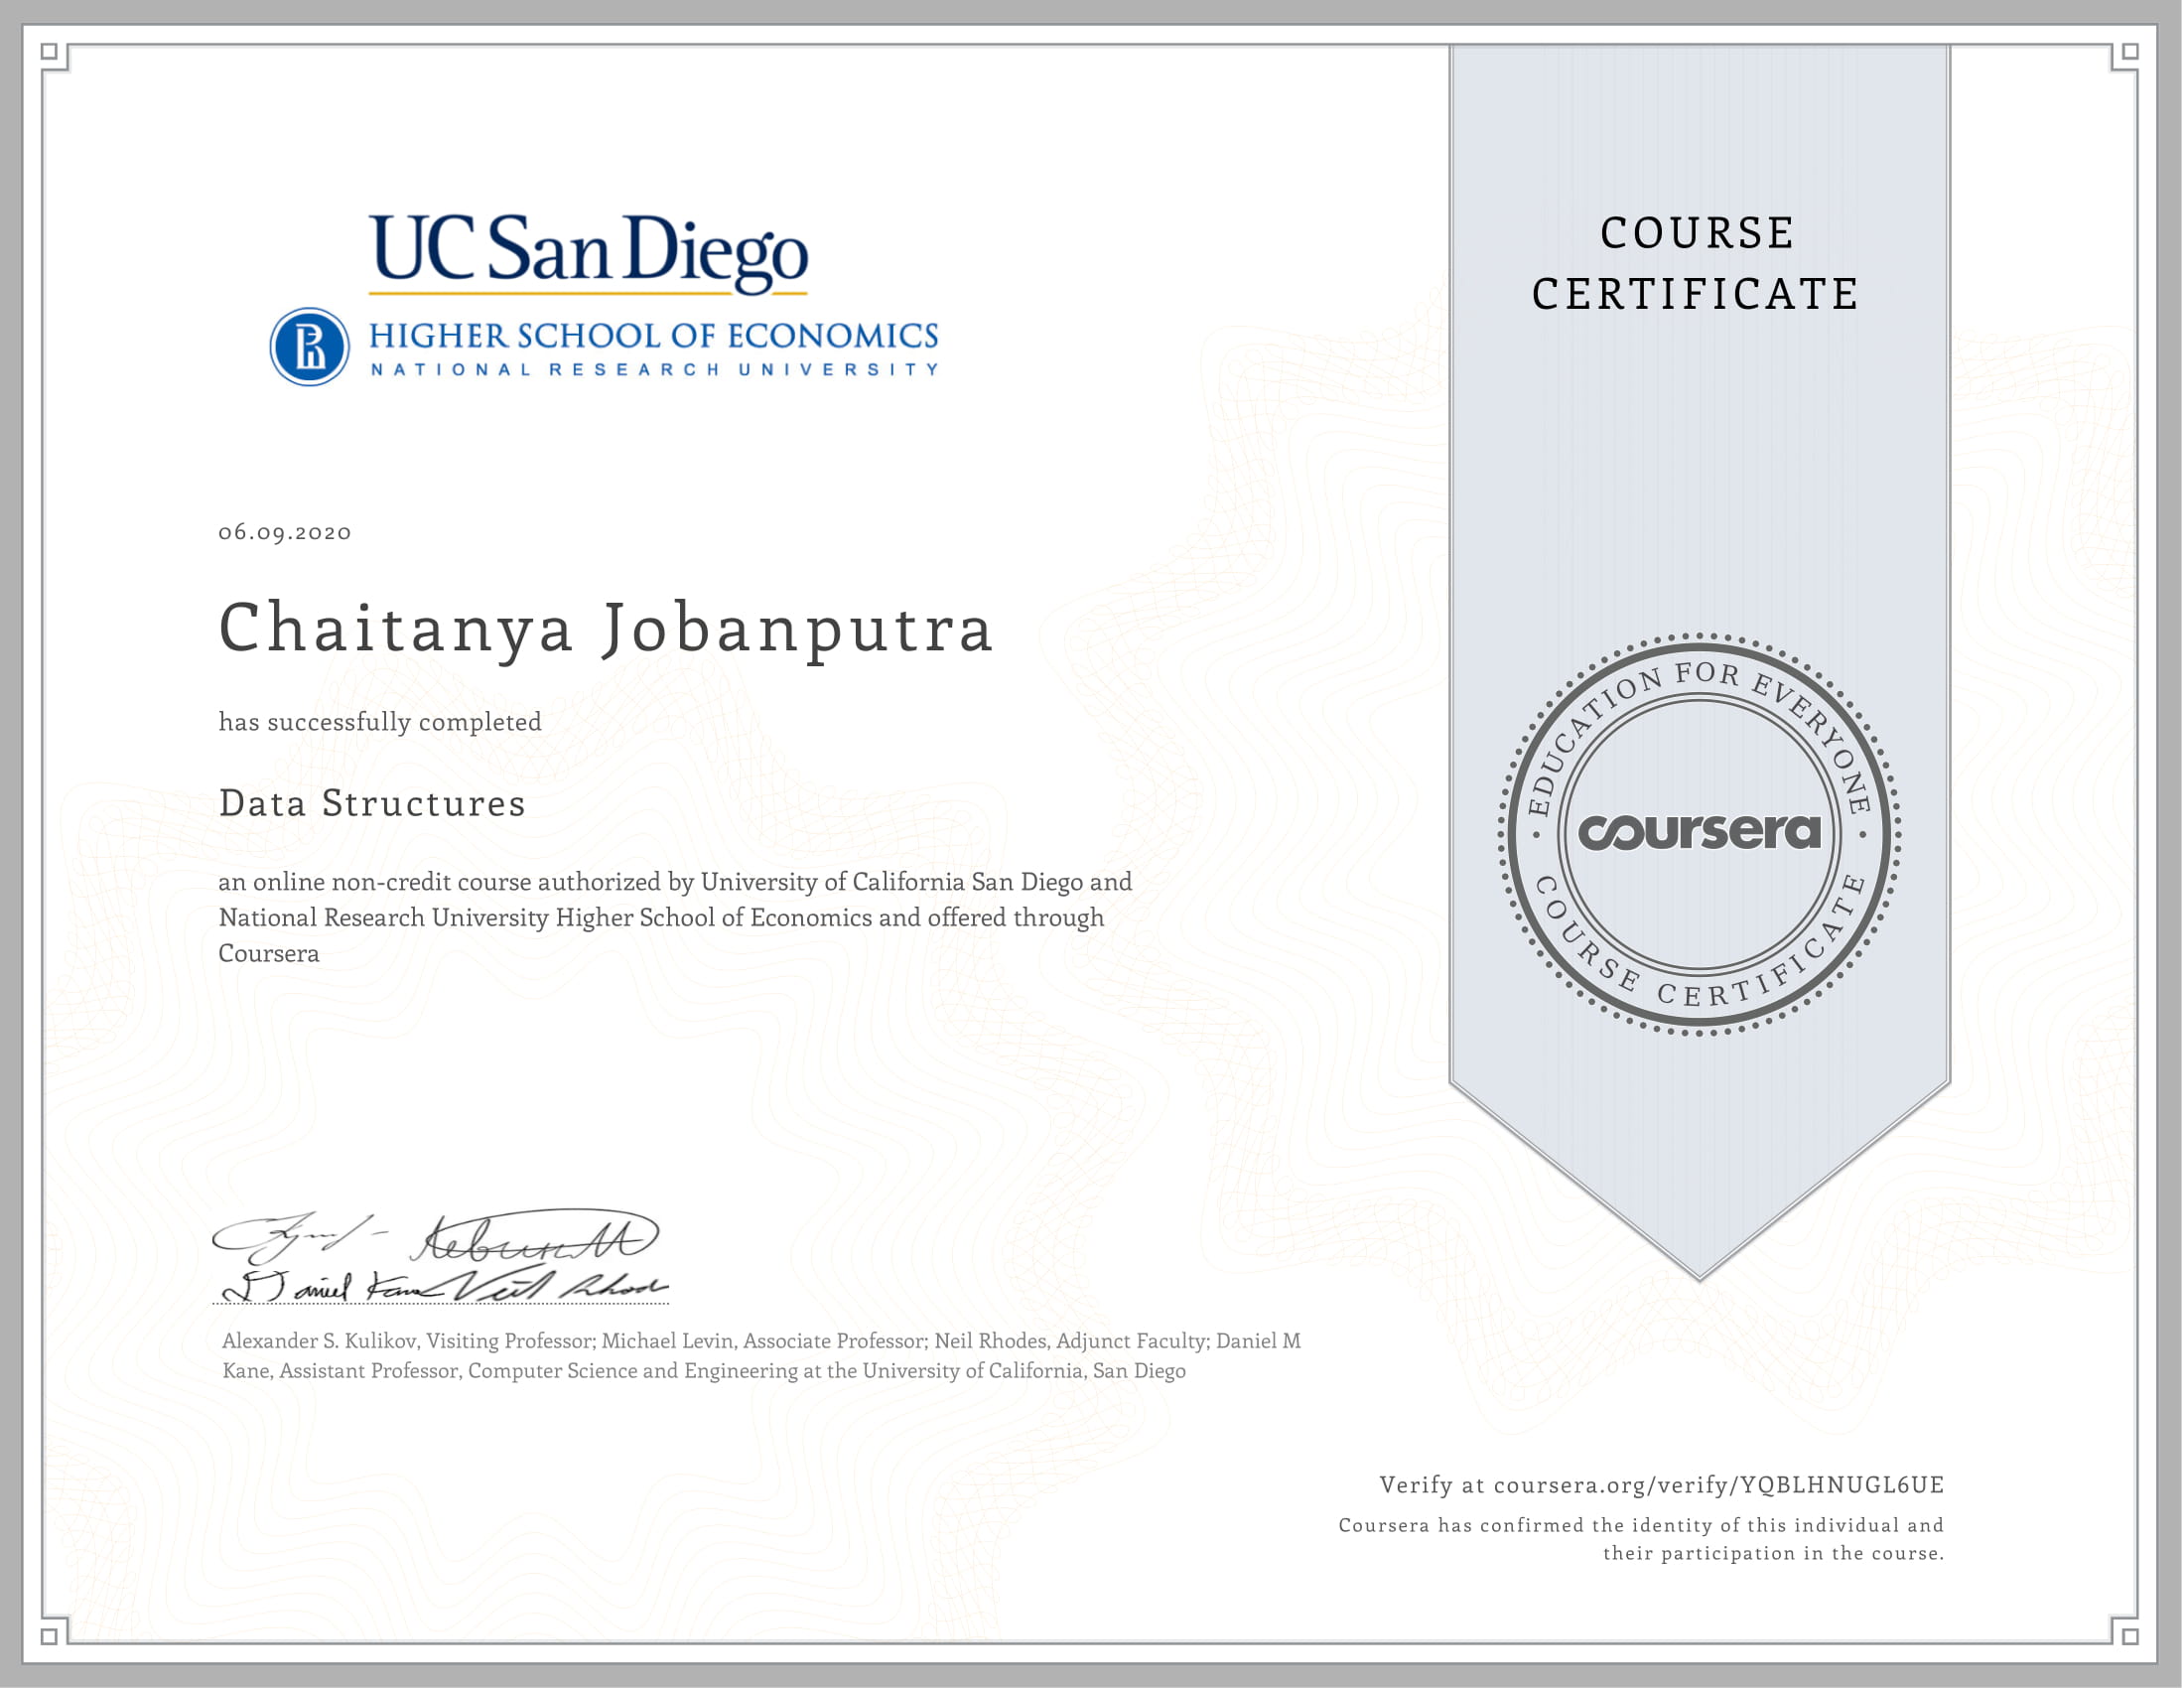 UC San Diego
HIGHER SCHOOL OF ECONOMICS
NATIONAL RESEARCH UNIVERSITY
COURSE
CERTIFICATE
06.09.2020
Chaitanya Jobanputra
has successfully completed
Data Structures
an online non-credit course authorized by University of California San Diego and
National Research University Higher School of Economics and offered through
Coursera
EDUCATION FOR EVERYONE
coursera
COURSE CERTIFICATE
Daniel Kane Neil Rhodes
Alexander S. Kulikov, Visiting Professor; Michael Levin, Associate Professor; Neil Rhodes, Adjunct Faculty; Daniel M
Kane, Assistant Professor, Computer Science and Engineering at the University of California, San Diego
Verify at coursera.org/verify/YQBLHNUGL6UE
Coursera has confirmed the identity of this individual and
their participation in the course.